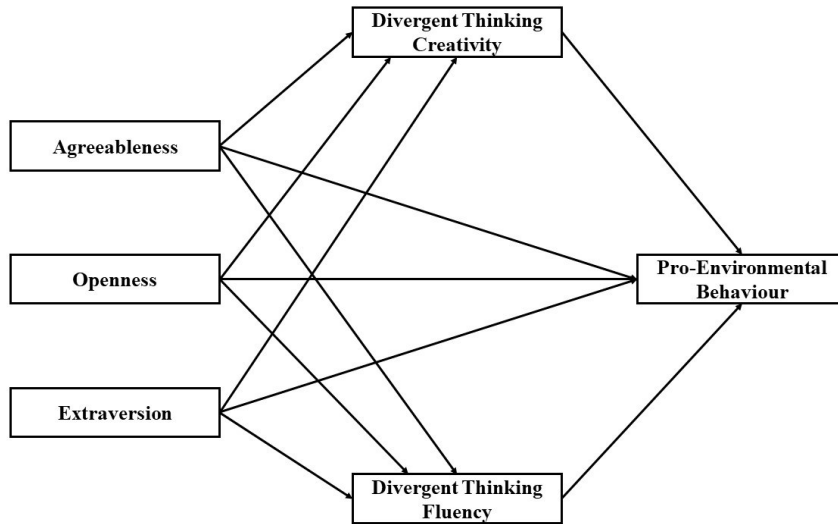 Divergent Thinking
Creativity
Agreeableness
Openness
Pro-Environmental
Behaviour
Extraversion
Divergent Thinking
Fluency